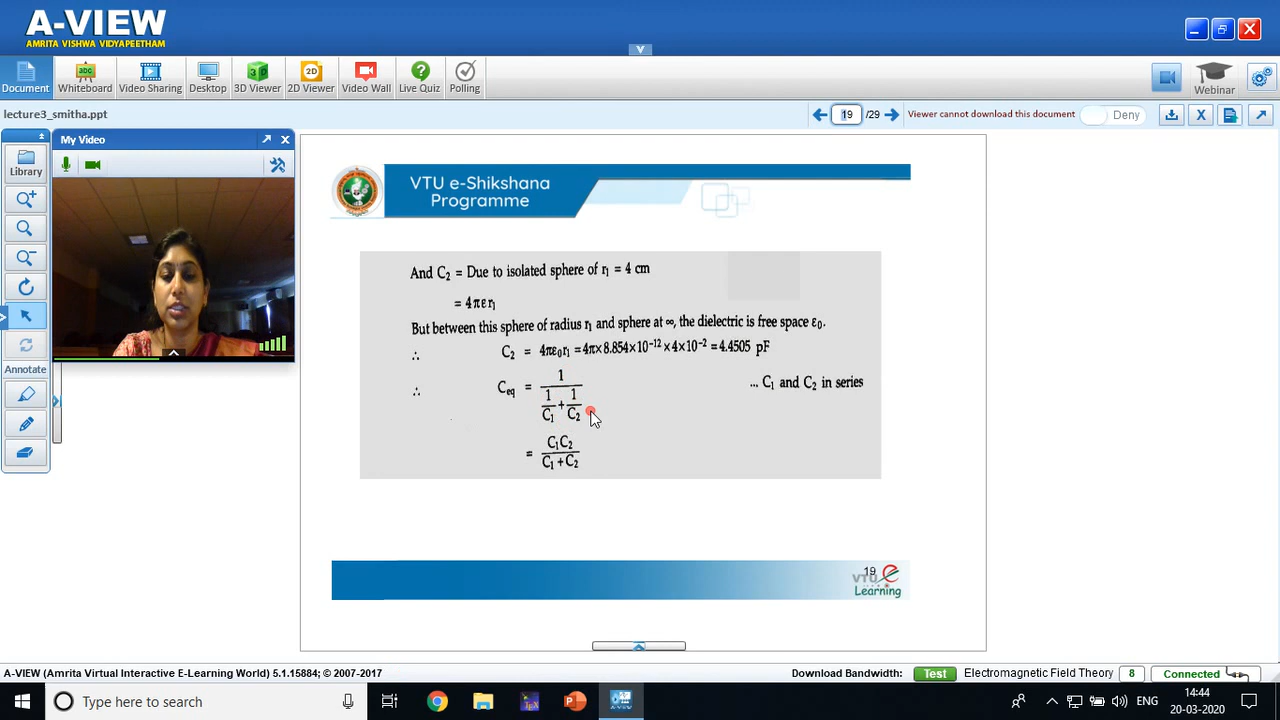 A-VIEW
AMRITA VISHWA VIDYAPEETHAM
Document
Whiteboard
abc
Video Sharing
Desktop
3D
3D Viewer
2D
2D Viewer
Video Wall
Live Quiz
Polling
Webinar
lecture3_smitha.ppt
19 /29
Viewer cannot download this document
Deny
My Video
Library
Annotate
VTU e-Shikshana
Programme
And C₂ = Due to isolated sphere of r₁ = 4 cm
= 4πε r₁
But between this sphere of radius r₁ and sphere at ∞, the dielectric is free space ε₀.
∴ C₂ = 4πε₀r₁ = 4π×8.854×10⁻¹²×4×10⁻² = 4.4505 pF
∴ Ceq = 1/(1/C₁ + 1/C₂) ... C₁ and C₂ in series
= C₁C₂/(C₁+C₂)
19
VTU e
Learning
A-VIEW (Amrita Virtual Interactive E-Learning World) 5.1.15884; © 2007-2017
Download Bandwidth: Test Electromagnetic Field Theory 8 Connected
Type here to search
ENG
14:44
20-03-2020